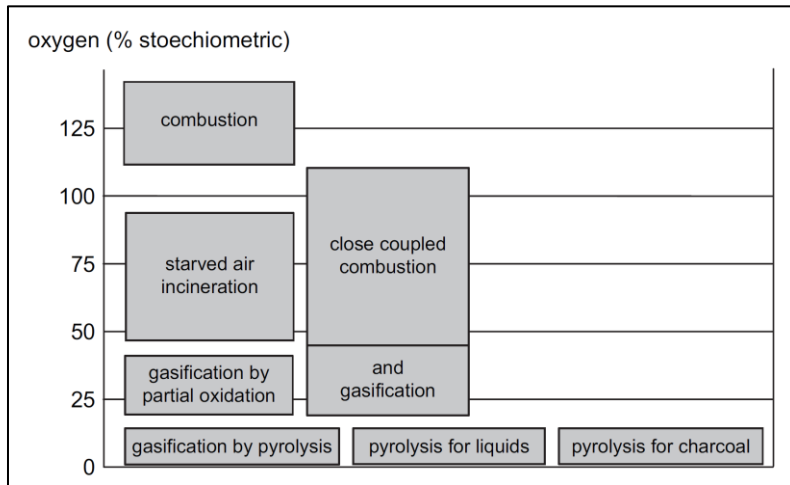 oxygen (% stoechiometric)
combustion
125
100
close coupled
combustion
starved air
incineration
75
50
and
gasification
gasification by
partial oxidation
25
gasification by pyrolysis
pyrolysis for liquids
pyrolysis for charcoal
0